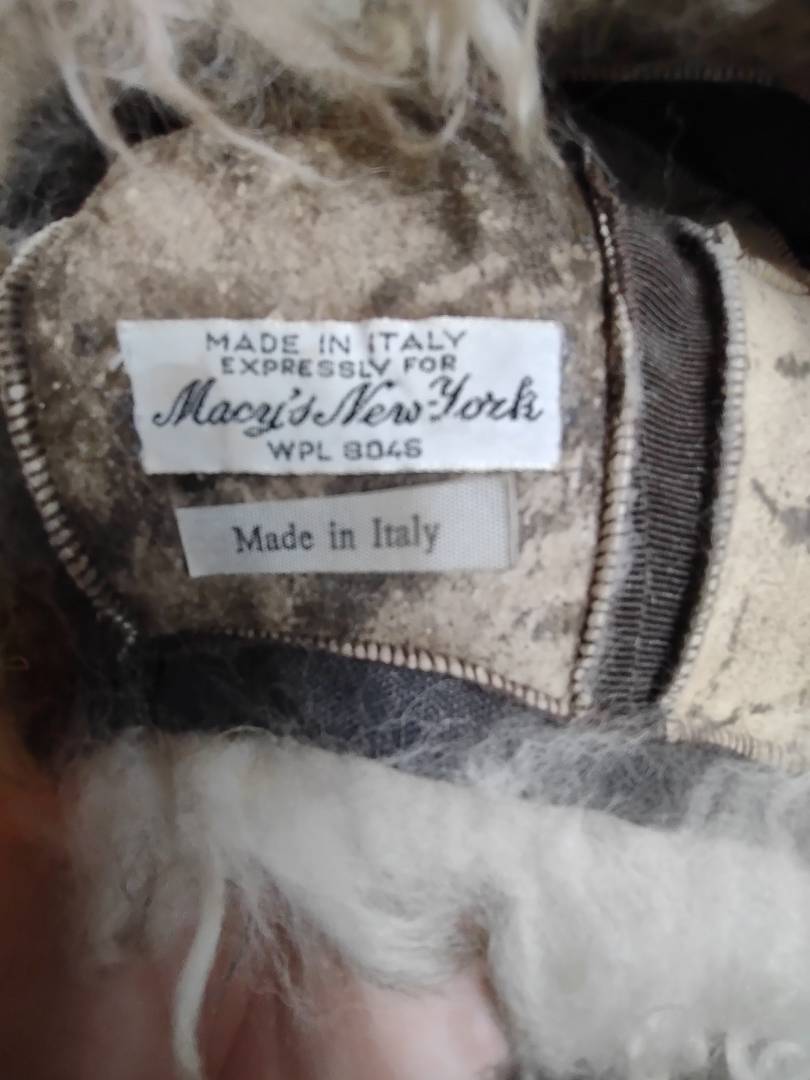 MADE IN ITALY
EXPRESSLY FOR
Macy's New York
WPL 8046
Made in Italy